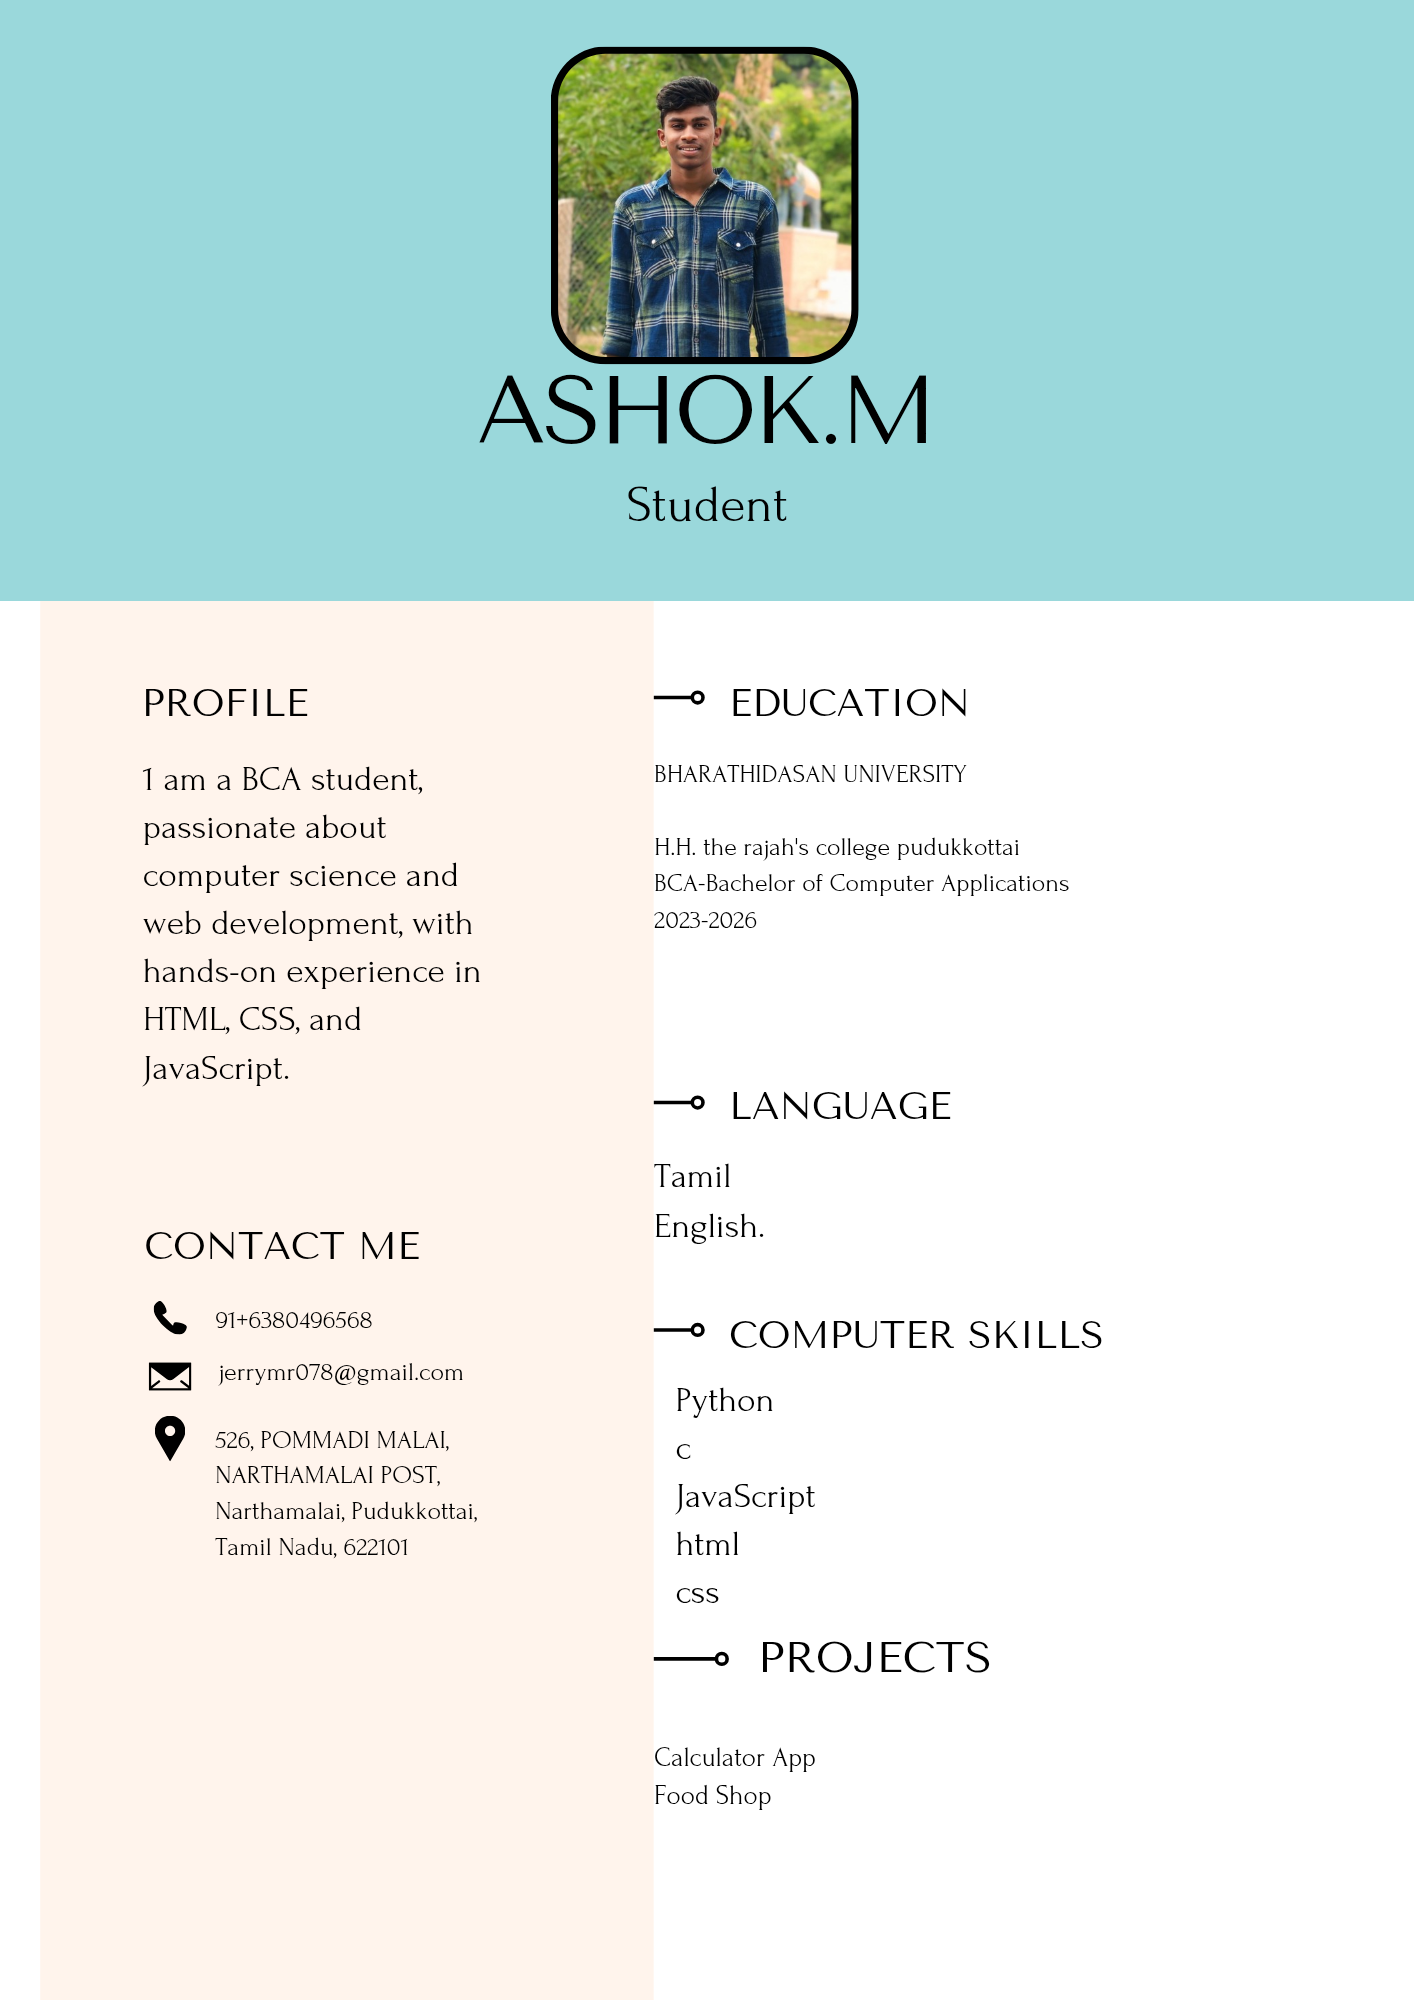 ASHOK.M
Student
PROFILE
1 am a BCA student,
passionate about
computer science and
web development, with
hands-on experience in
HTML, CSS, and
JavaScript.
CONTACT ME
91+6380496568
jerrymr078@gmail.com
526, POMMADI MALAI,
NARTHAMALAI POST,
Narthamalai, Pudukkottai,
Tamil Nadu, 622101
EDUCATION
BHARATHIDASAN UNIVERSITY
H.H. the rajah's college pudukkottai
BCA-Bachelor of Computer Applications
2023-2026
LANGUAGE
Tamil
English.
COMPUTER SKILLS
Python
c
JavaScript
html
css
PROJECTS
Calculator App
Food Shop